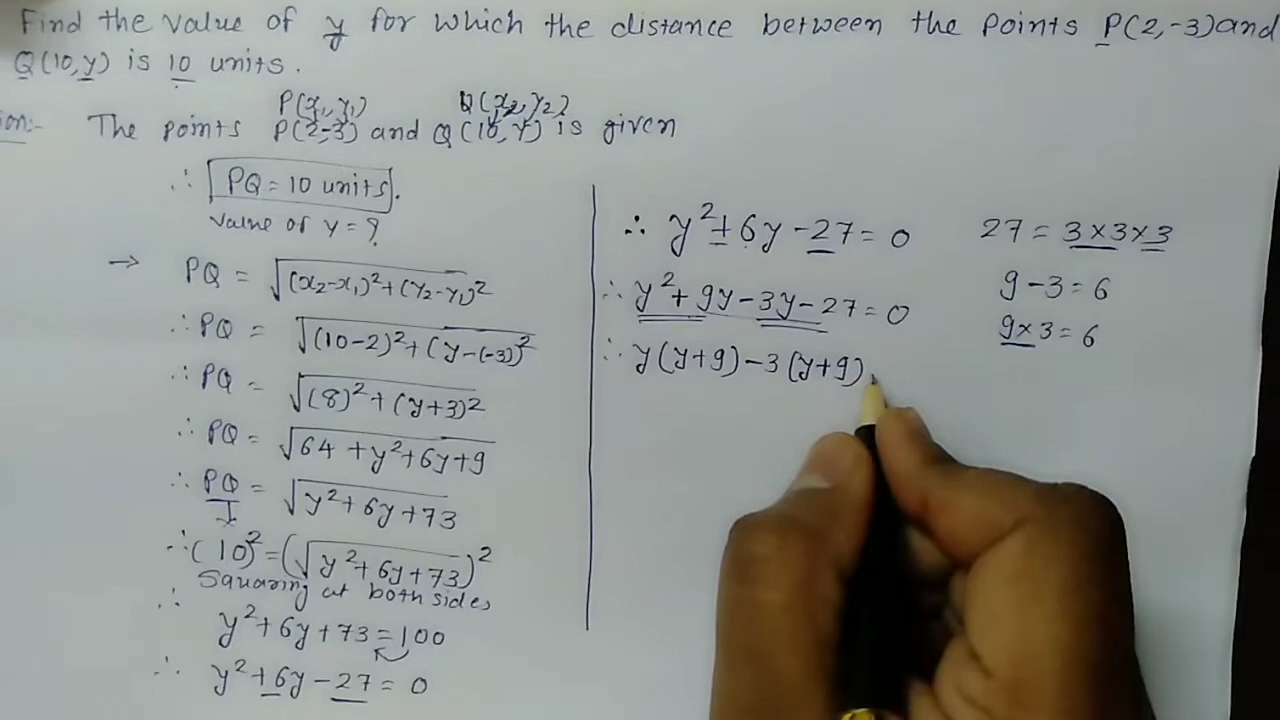 Find the value of y for which the distance between the points P(2,-3) and
Q(10,y) is 10 units.
P(x₁,y₁) Q(x₂,y₂)
ion:- The points P(2-3) and Q(10,Y) is given
∴ PQ = 10 units.
value of y = ?
→ PQ = √(x₂-x₁)²+(y₂-y₁)²
∴ PQ = √(10-2)²+(y-(-3))²
∴ PQ = √(8)²+(y+3)²
∴ PQ = √64+y²+6y+9
∴ PQ = √y²+6y+73
∴ (10)² = (√y²+6y+73)²
Squaring at both sides
∴ y²+6y+73=100
∴ y²+6y-27=0
∴ y²+6y-27=0
∴ y²+9y-3y-27=0
∴ y(y+9)-3(y+9)
27 = 3×3×3
9-3=6
9×3=6